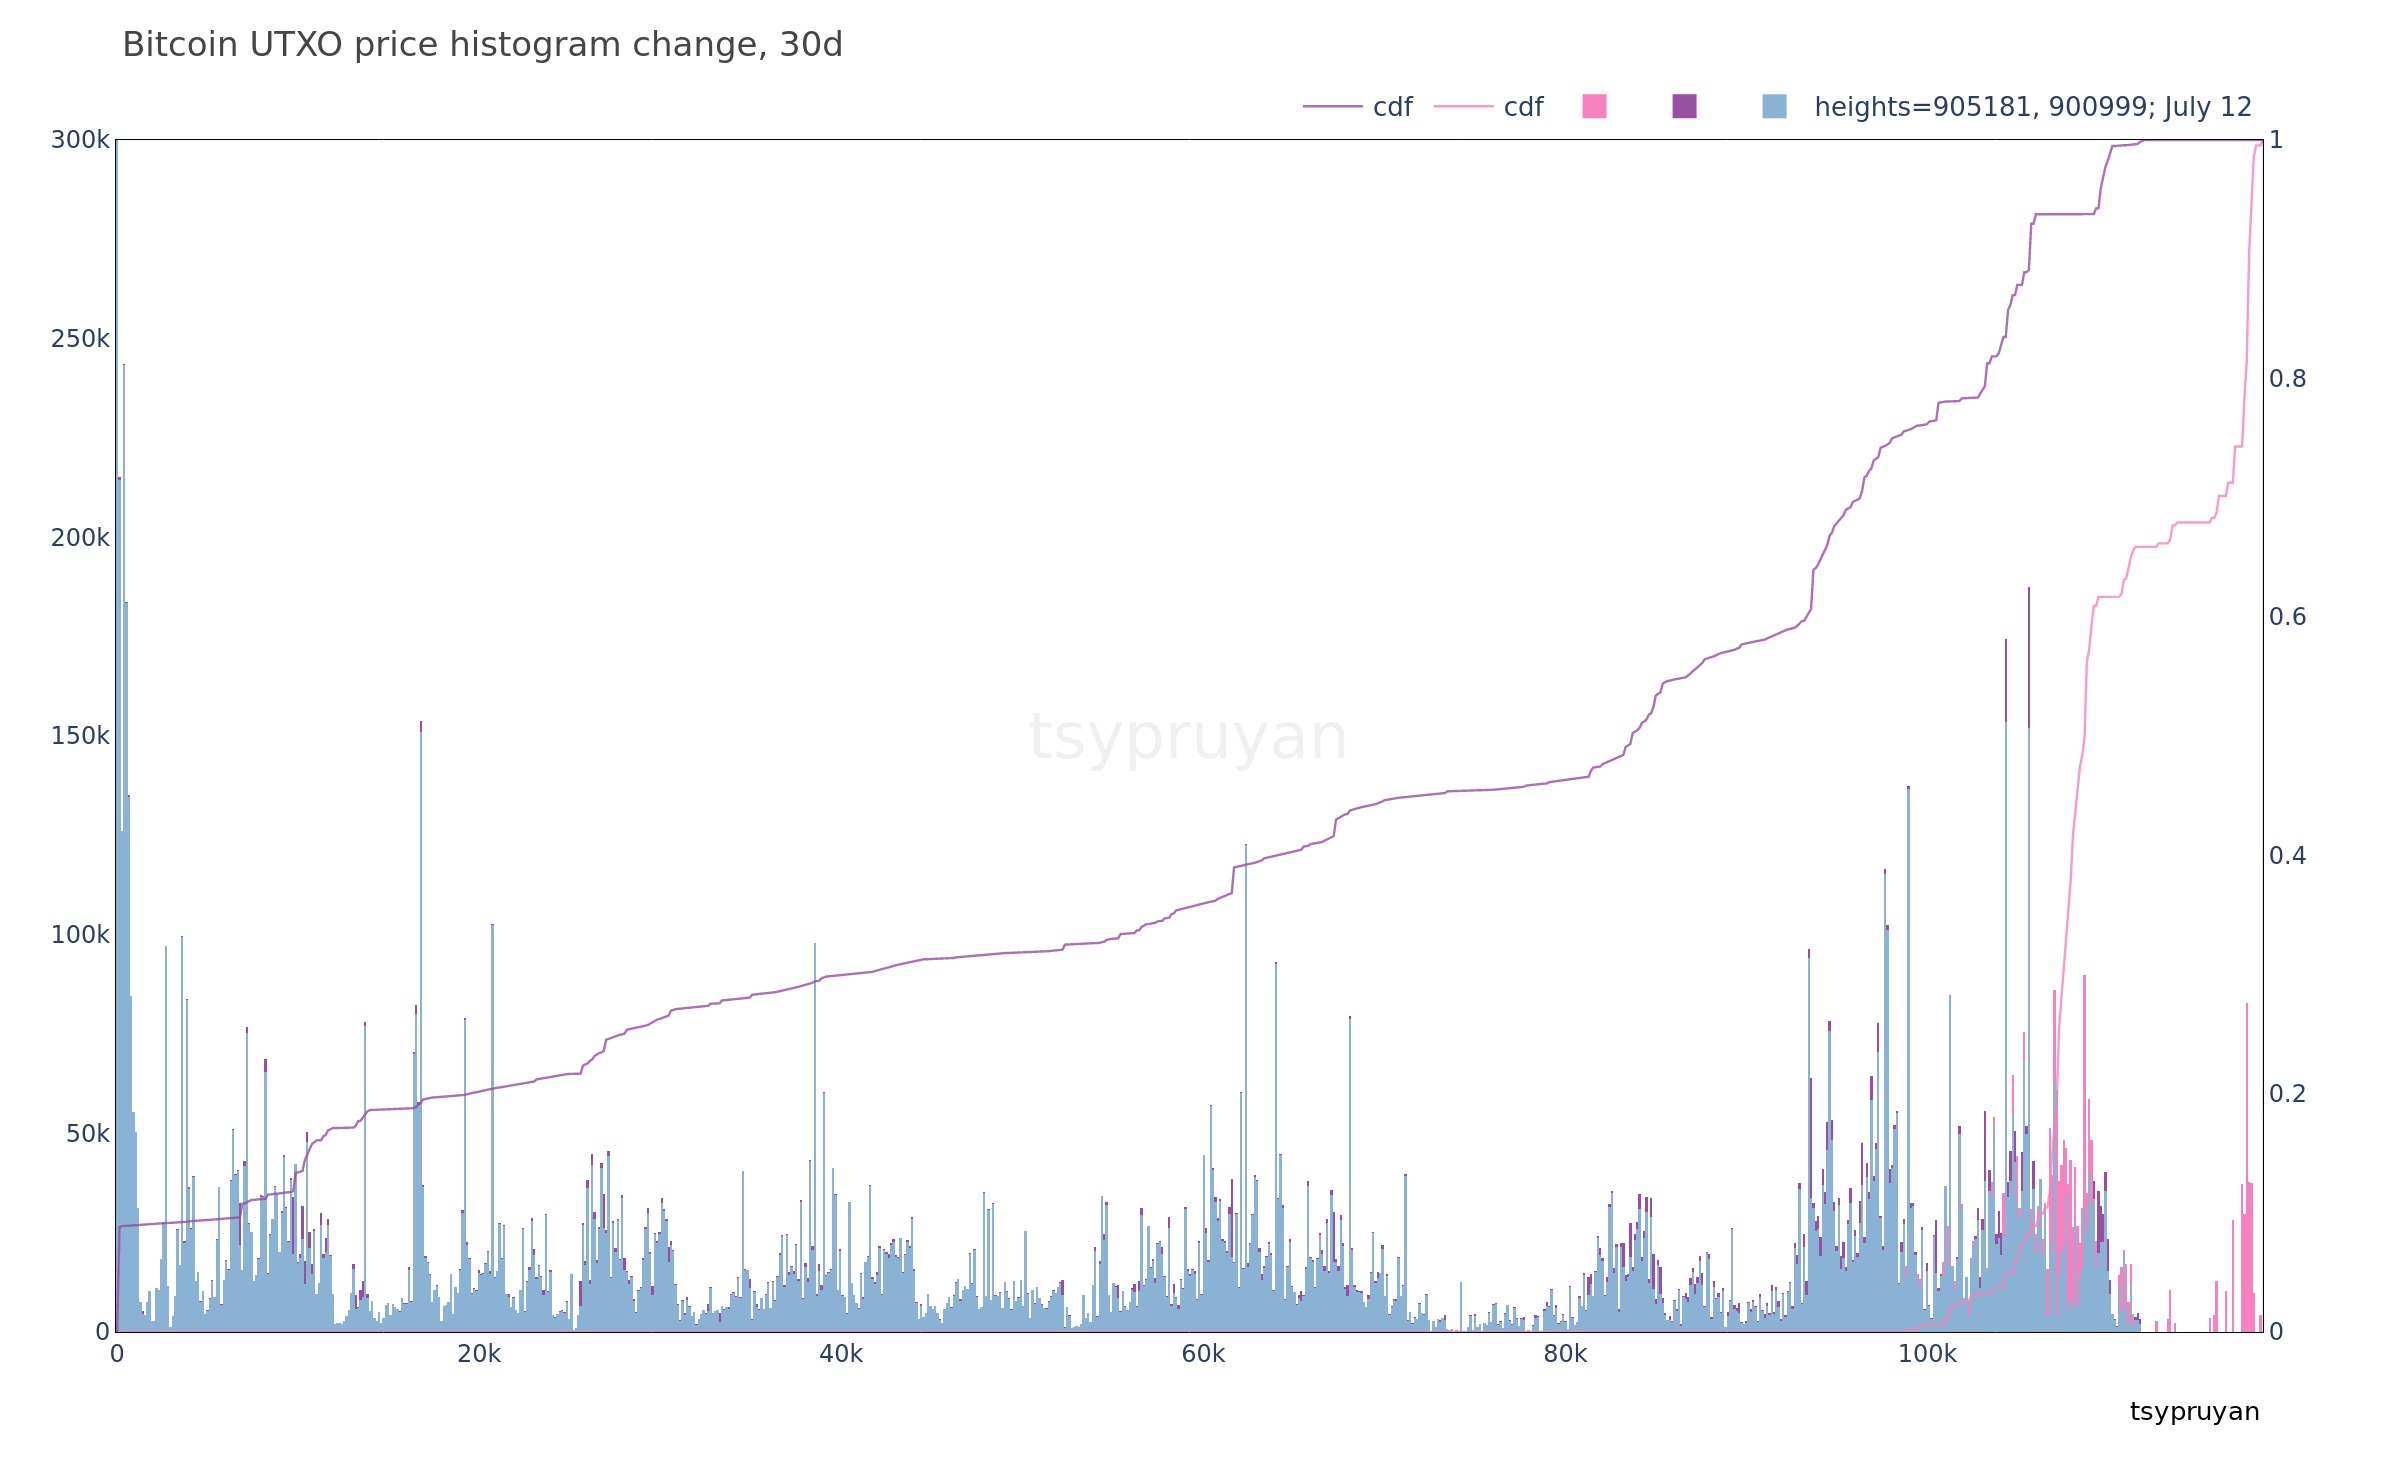 Bitcoin UTXO price histogram change, 30d
cdf cdf heights=905181, 900999; July 12
300k 1
250k
0.8
200k
0.6
150k
tsypruyan
0.4
100k
0.2
50k
0 0
0 20k 40k 60k 80k 100k
tsypruyan